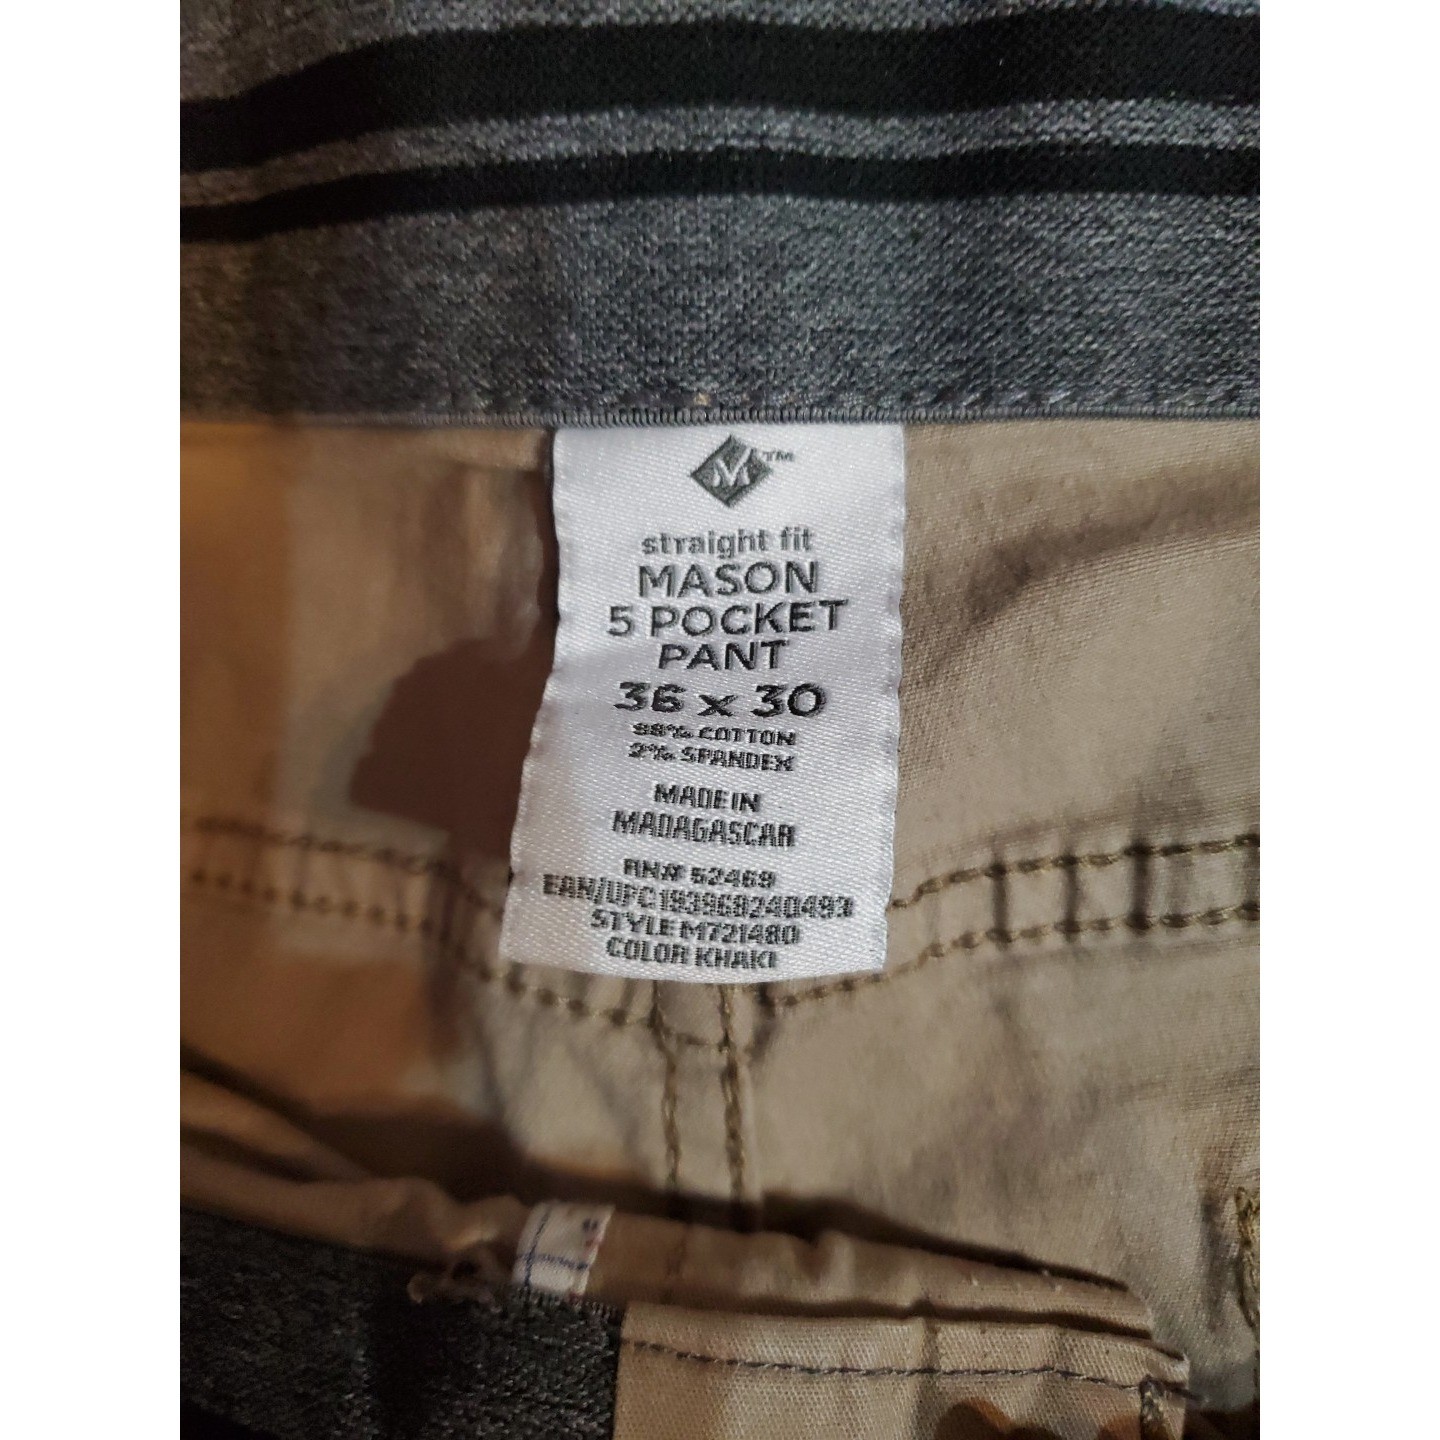 M™
straight fit
MASON
5 POCKET
PANT
36 x 30
98% COTTON
2% SPANDEX
MADE IN
MADAGASCAR
RN# 52469
EAN/UPC193968240493
STYLE M721480
COLOR KHAKI